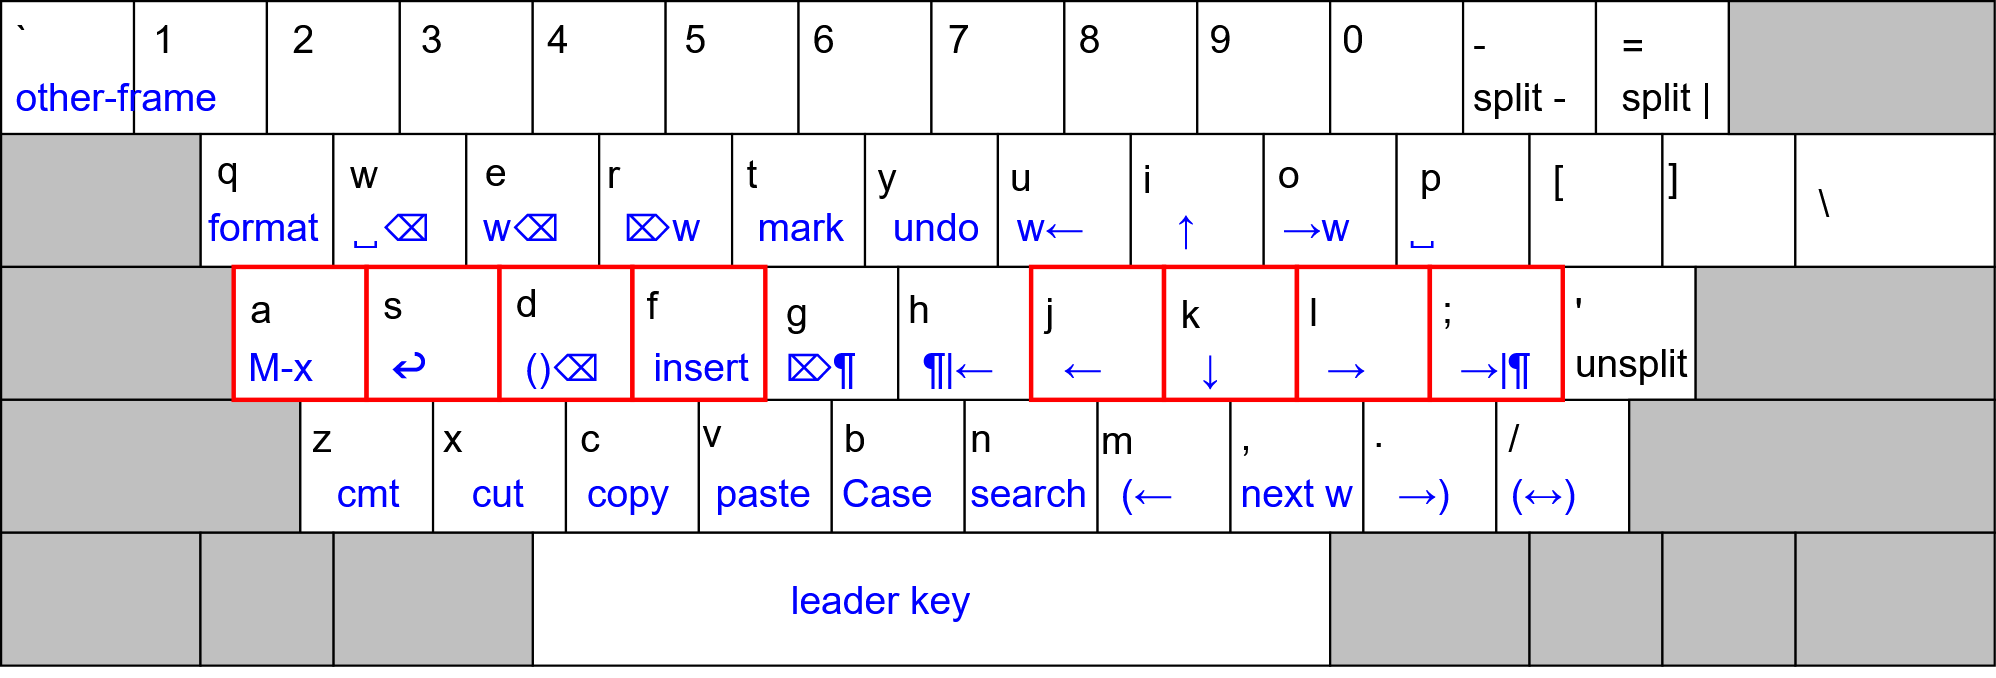 ` 1 2 3 4 5 6 7 8 9 0 - =
other-frame split - split |
q w e r t y u i o p [ ] \
format ⎵⌫ w⌫ ⌦w mark undo w← ↑ →w ⎵
a s d f g h j k l ; '
M-x ↩ ()⌫ insert ⌦¶ ¶|← ← ↓ → →|¶ unsplit
z x c v b n m , . /
cmt cut copy paste Case search (← next w →) (↔)
leader key